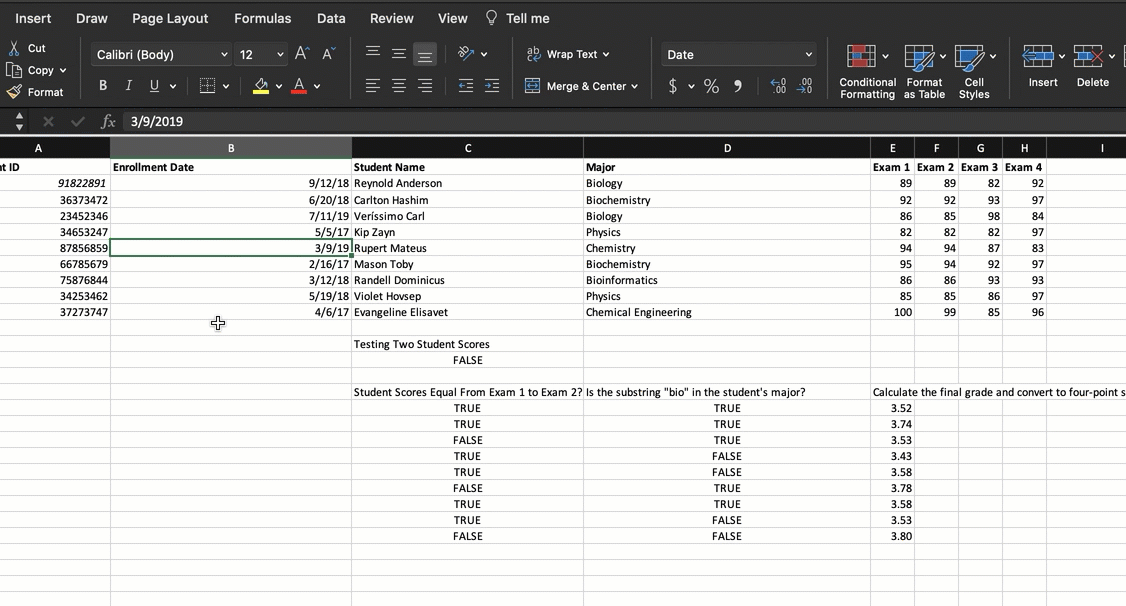 Insert Draw Page Layout Formulas Data Review View Tell me
Cut Calibri (Body) 12 A A ab Wrap Text Date
Copy Conditional Formatting Format as Table Cell Styles Insert Delete
Format B I U A Merge & Center $ % 9 .00 .00
fx 3/9/2019
A B C D E F G H I
t ID Enrollment Date Student Name Major Exam 1 Exam 2 Exam 3 Exam 4
91822891 9/12/18 Reynold Anderson Biology 89 89 82 92
36373472 6/20/18 Carlton Hashim Biochemistry 92 92 93 97
23452346 7/11/19 Veríssimo Carl Biology 86 85 98 84
34653247 5/5/17 Kip Zayn Physics 82 82 82 97
87856859 3/9/19 Rupert Mateus Chemistry 94 94 87 83
66785679 2/16/17 Mason Toby Biochemistry 95 94 92 97
75876844 3/12/18 Randell Dominicus Bioinformatics 86 86 93 93
34253462 5/19/18 Violet Hovsep Physics 85 85 86 97
37273747 4/6/17 Evangeline Elisavet Chemical Engineering 100 99 85 96
Testing Two Student Scores
FALSE
Student Scores Equal From Exam 1 to Exam 2? Is the substring "bio" in the student's major? Calculate the final grade and convert to four-point s
TRUE TRUE 3.52
TRUE TRUE 3.74
FALSE TRUE 3.53
TRUE FALSE 3.43
TRUE FALSE 3.58
FALSE TRUE 3.78
TRUE TRUE 3.58
TRUE FALSE 3.53
FALSE FALSE 3.80